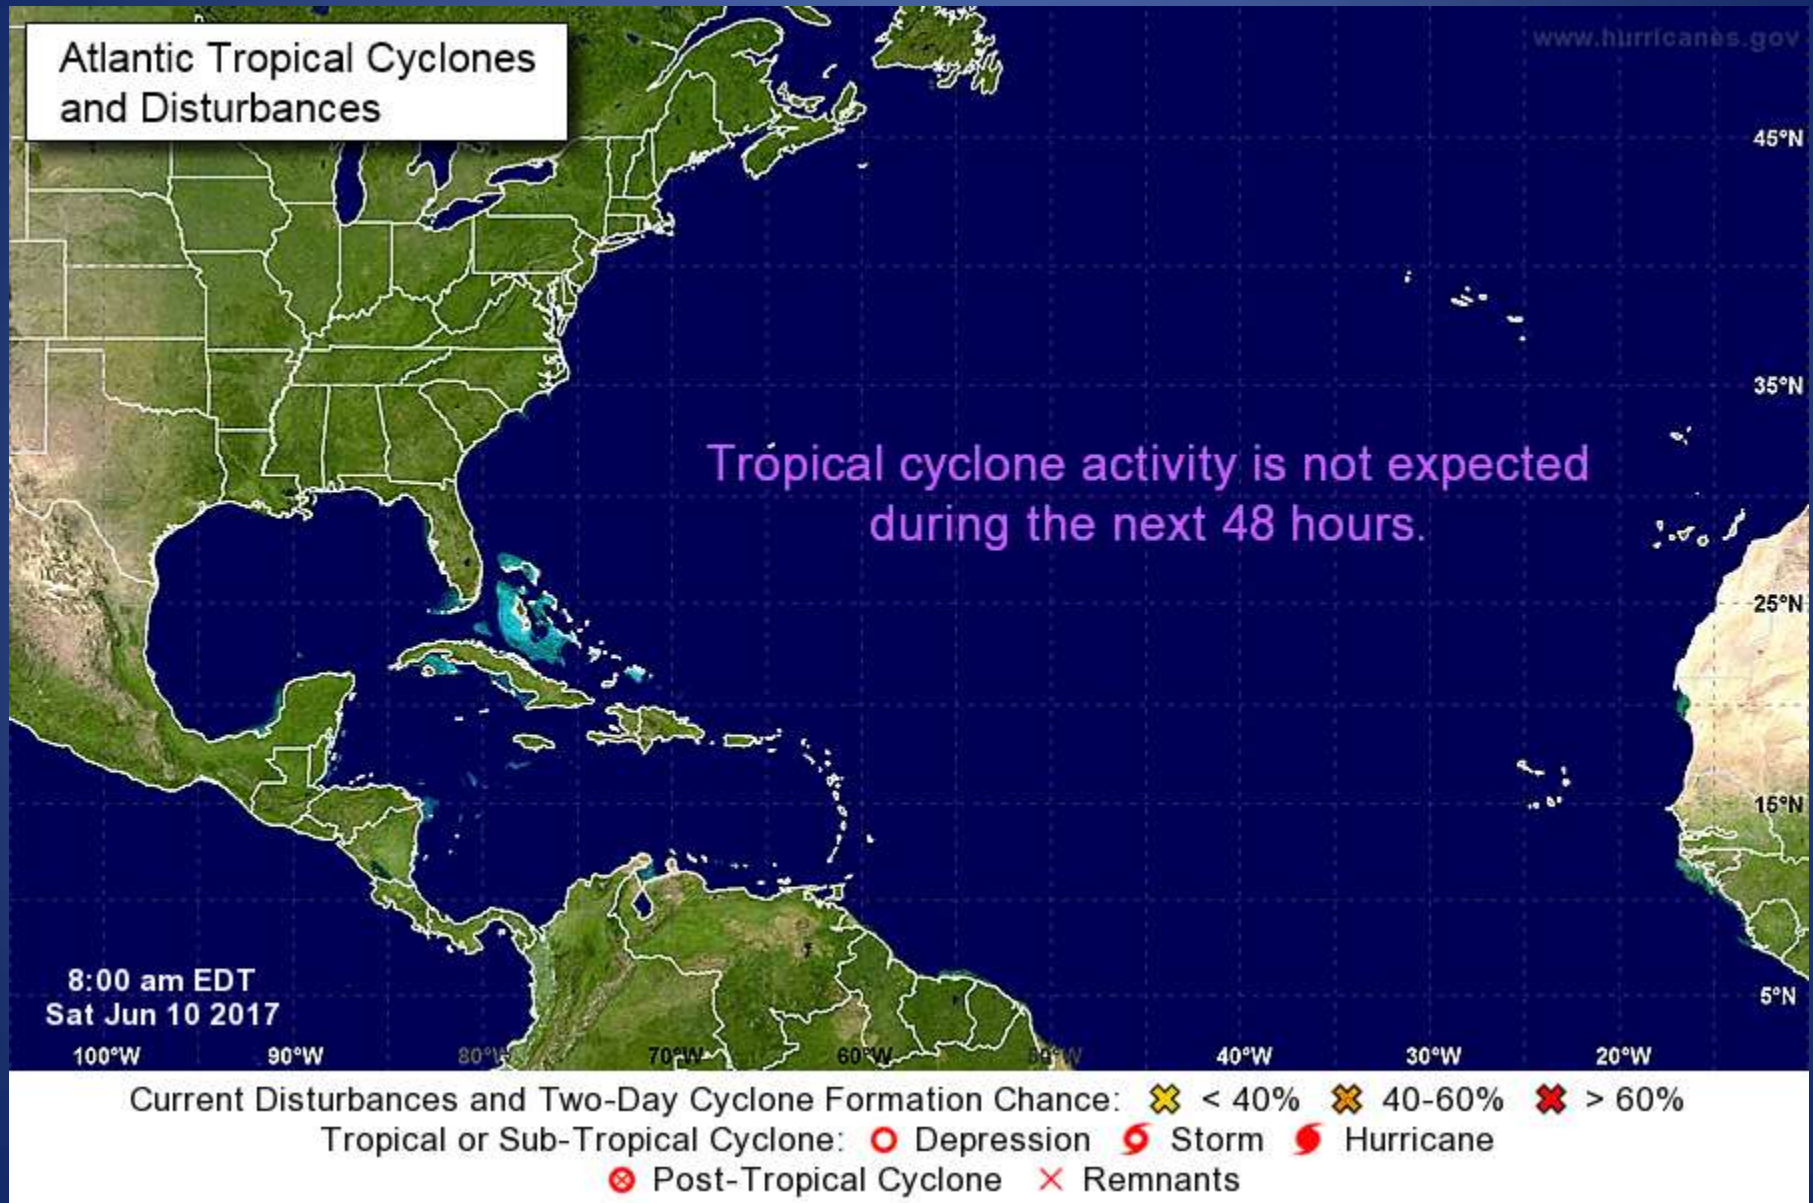 Atlantic Tropical Cyclones
and Disturbances
www.hurricanes.gov
45°N
35°N
Tropical cyclone activity is not expected
during the next 48 hours.
25°N
15°N
8:00 am EDT
Sat Jun 10 2017
5°N
100°W 90°W 80°W 70°W 60°W 50°W 40°W 30°W 20°W
Current Disturbances and Two-Day Cyclone Formation Chance: < 40% 40-60% > 60%
Tropical or Sub-Tropical Cyclone: Depression Storm Hurricane
Post-Tropical Cyclone Remnants